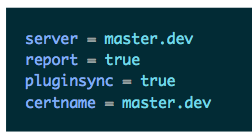 server = master.dev
report = true
pluginsync = true
certname = master.dev